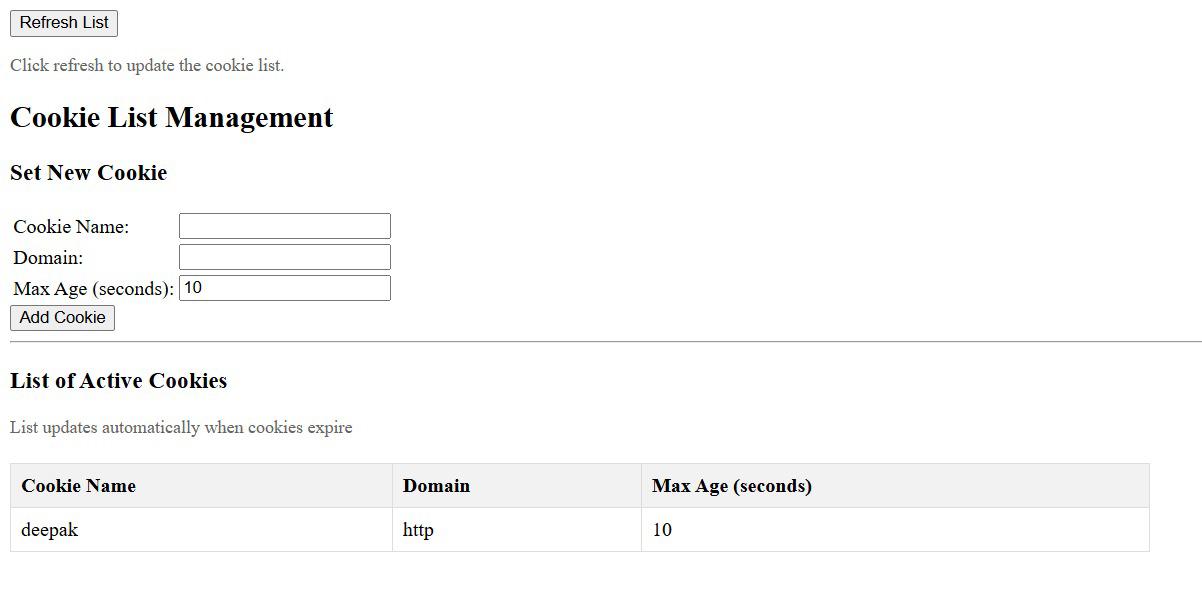 Refresh List
Click refresh to update the cookie list.
Cookie List Management
Set New Cookie
Cookie Name:
Domain:
Max Age (seconds): 10
Add Cookie
List of Active Cookies
List updates automatically when cookies expire
Cookie Name Domain Max Age (seconds)
deepak http 10